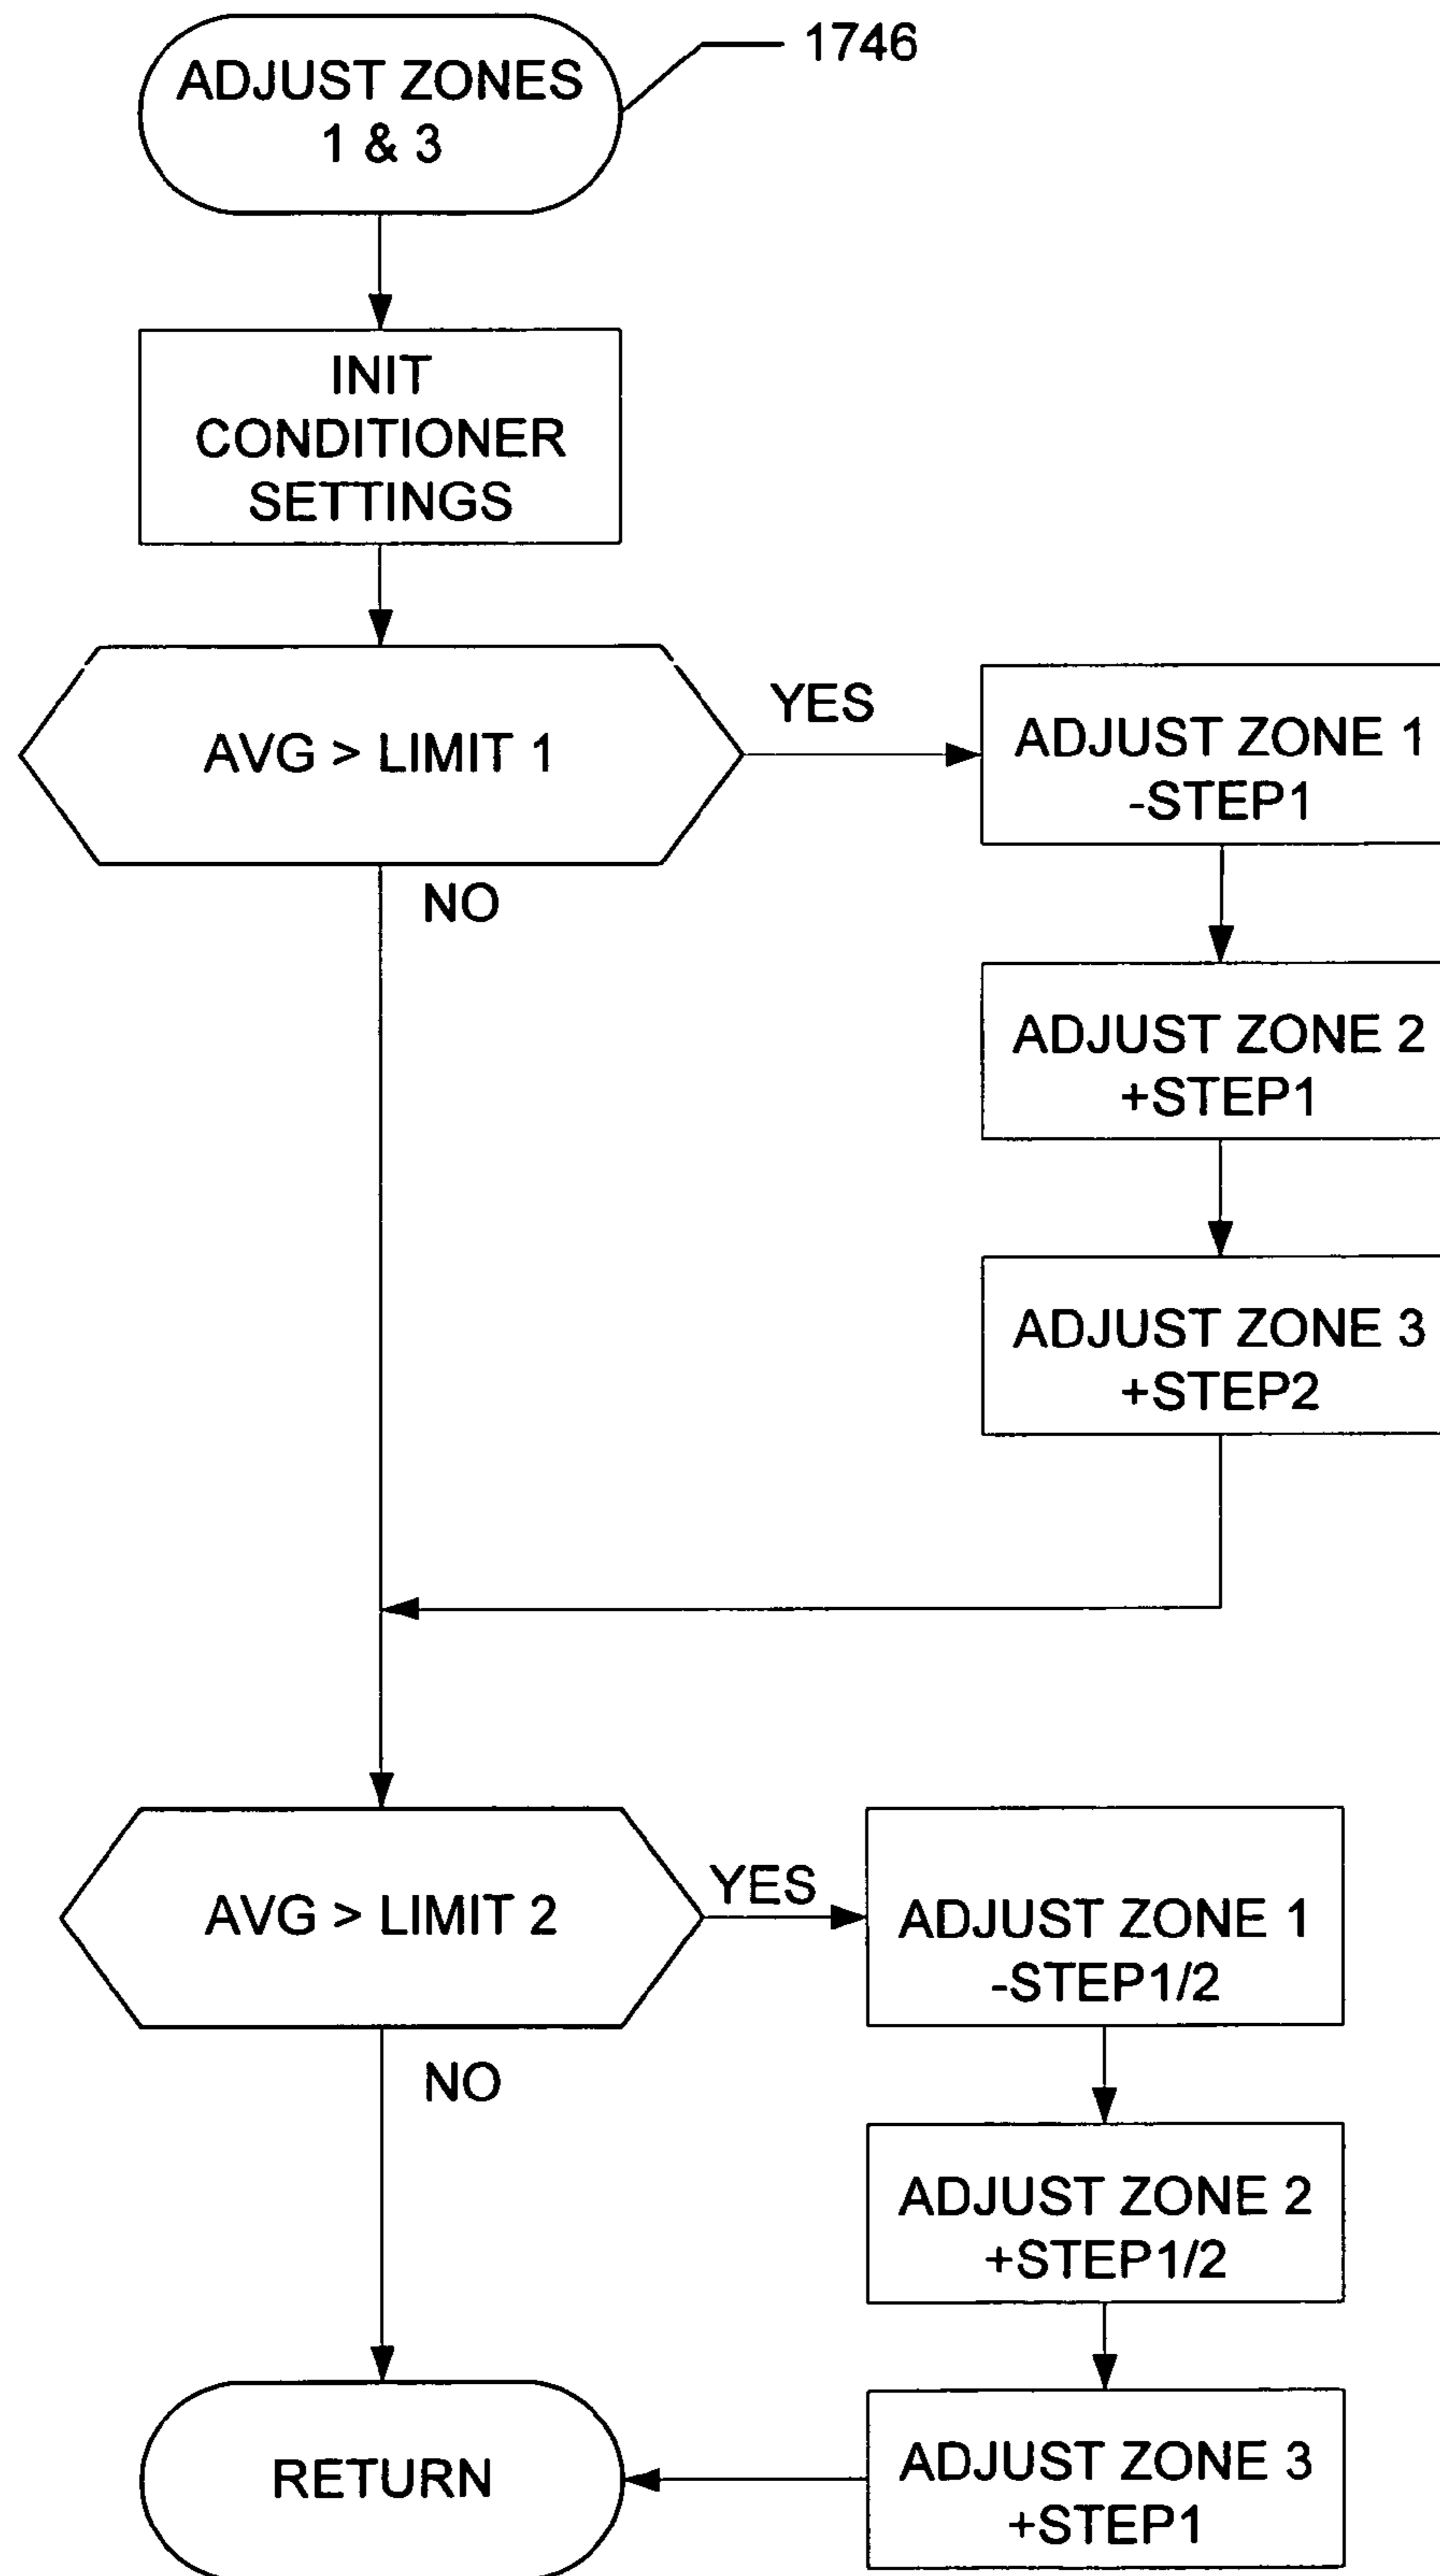 ADJUST ZONES
1 & 3
1746
INIT
CONDITIONER
SETTINGS
AVG > LIMIT 1
YES
ADJUST ZONE 1
-STEP1
NO
ADJUST ZONE 2
+STEP1
ADJUST ZONE 3
+STEP2
AVG > LIMIT 2
YES
ADJUST ZONE 1
-STEP1/2
NO
ADJUST ZONE 2
+STEP1/2
RETURN
ADJUST ZONE 3
+STEP1